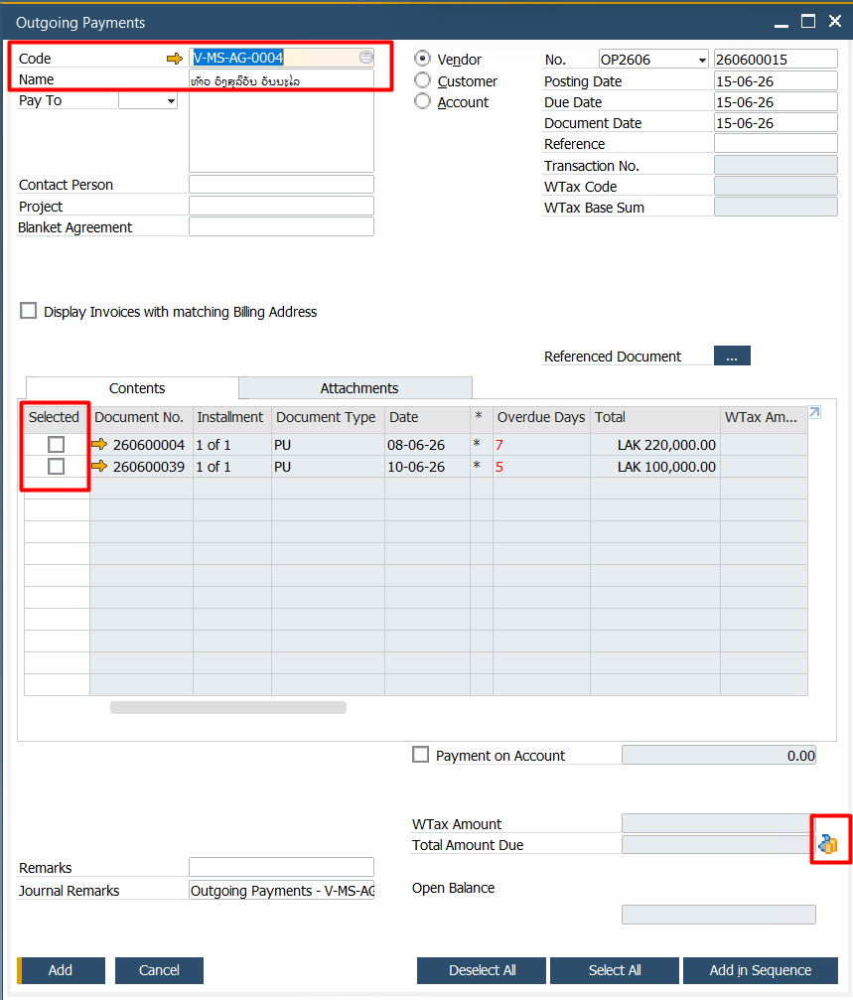 Outgoing Payments
Code V-MS-AG-0004
Name ທ້າວ ອົງສຸລິວັນ ວັນນະໄລ
Pay To
Contact Person
Project
Blanket Agreement
Vendor
Customer
Account
No. OP2606 260600015
Posting Date 15-06-26
Due Date 15-06-26
Document Date 15-06-26
Reference
Transaction No.
WTax Code
WTax Base Sum
Display Invoices with matching Billing Address
Referenced Document ...
Contents Attachments
Selected Document No. Installment Document Type Date * Overdue Days Total WTax Am...
260600004 1 of 1 PU 08-06-26 * 7 LAK 220,000.00
260600039 1 of 1 PU 10-06-26 * 5 LAK 100,000.00
Payment on Account 0.00
WTax Amount
Total Amount Due
Open Balance
Remarks
Journal Remarks Outgoing Payments - V-MS-AG
Add Cancel Deselect All Select All Add in Sequence